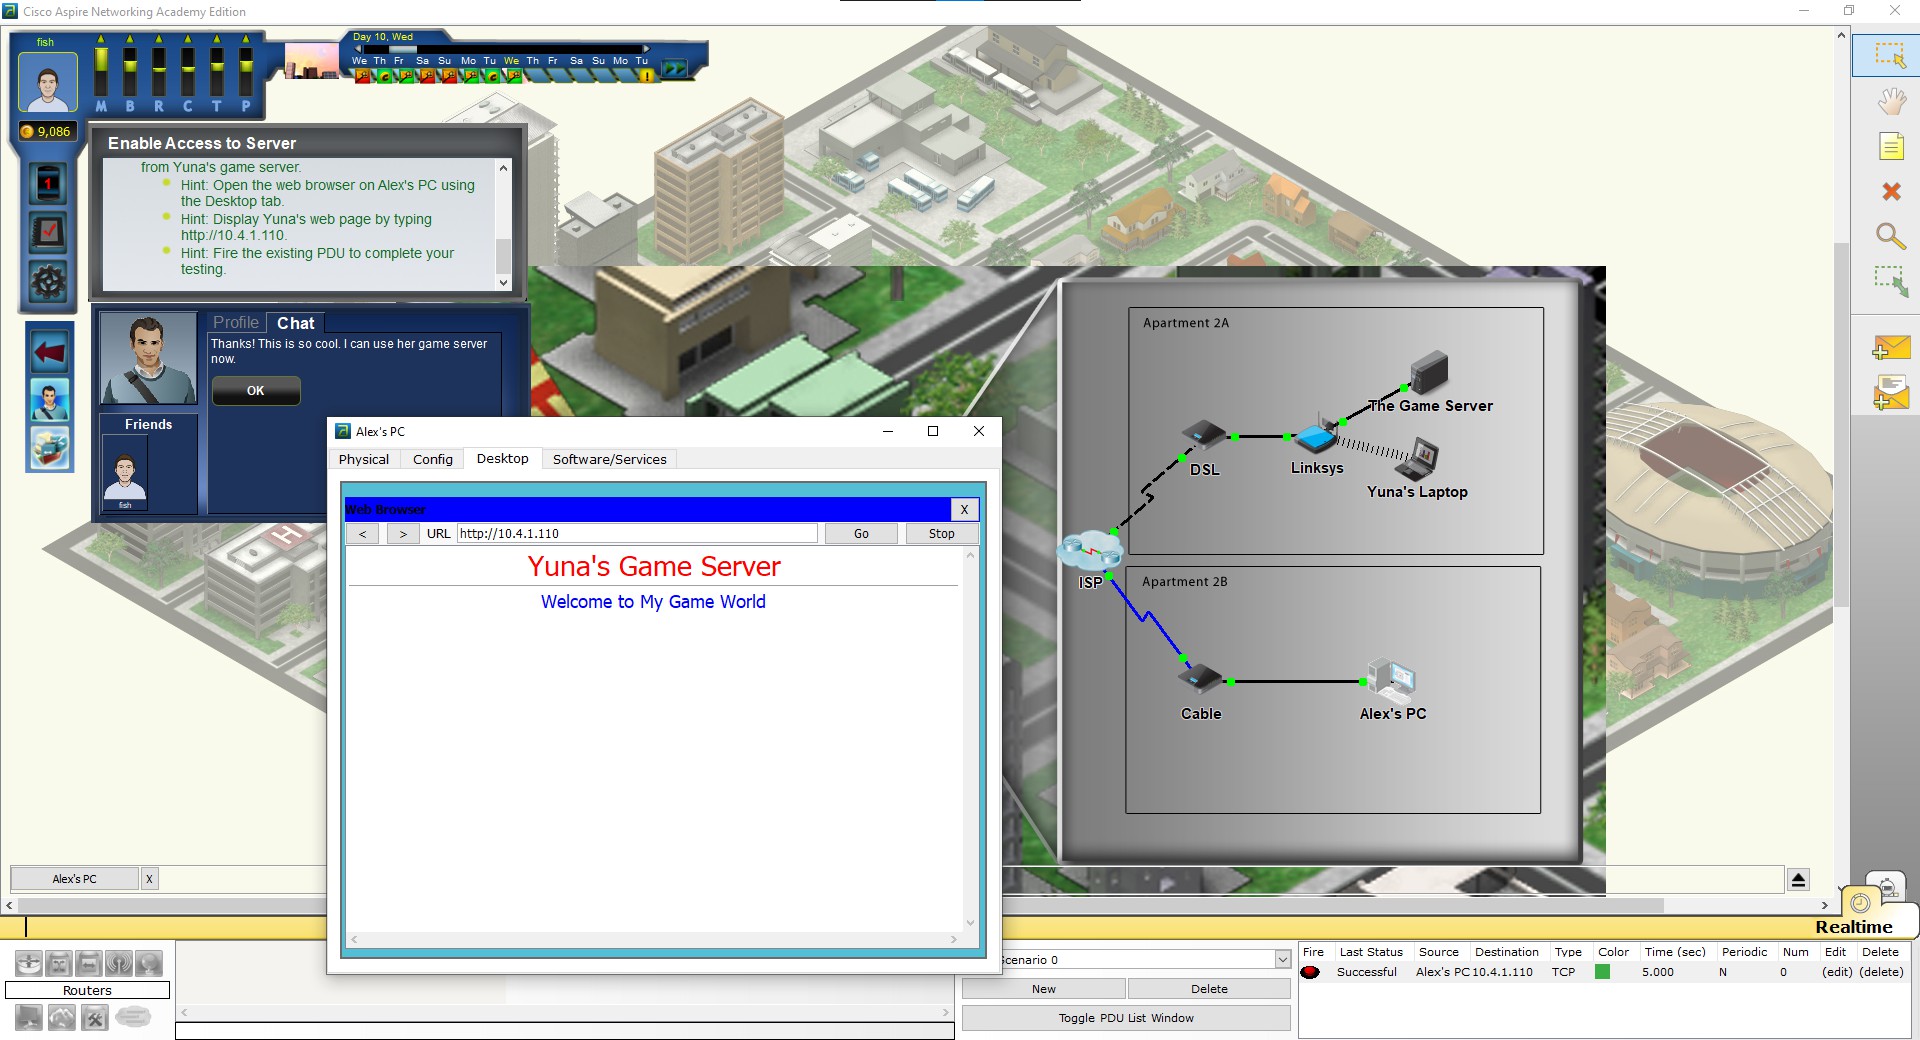 Cisco Aspire Networking Academy Edition
fish
M B R C T P
9,086
Day 10, Wed
We Th Fr Sa Su Mo Tu We Th Fr Sa Su Mo Tu
1
Enable Access to Server
from Yuna's game server.
Hint: Open the web browser on Alex's PC using
the Desktop tab.
Hint: Display Yuna's web page by typing
http://10.4.1.110.
Hint: Fire the existing PDU to complete your
testing.
Profile Chat
Thanks! This is so cool. I can use her game server
now.
OK
Friends
fish
Alex's PC
Physical Config Desktop Software/Services
Web Browser X
< > URL http://10.4.1.110 Go Stop
Yuna's Game Server
Welcome to My Game World
Apartment 2A
The Game Server
DSL
Linksys
Yuna's Laptop
ISP
Apartment 2B
Cable
Alex's PC
H
Alex's PC X
Realtime
Routers
Scenario 0
New Delete
Toggle PDU List Window
Fire Last Status Source Destination Type Color Time (sec) Periodic Num Edit Delete
Successful Alex's PC 10.4.1.110 TCP 5.000 N 0 (edit) (delete)